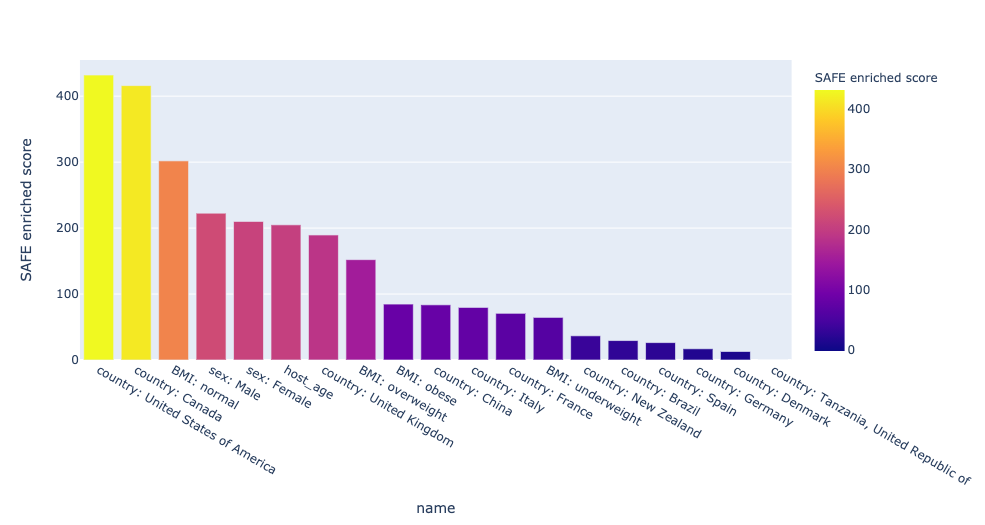 SAFE enriched score
400
300
200
100
0
SAFE enriched score
400
300
200
100
0
country: United States of America
country: Canada
BMI: normal
sex: Male
sex: Female
host_age
country: United Kingdom
BMI: overweight
BMI: obese
country: China
country: Italy
country: France
BMI: underweight
country: New Zealand
country: Brazil
country: Spain
country: Germany
country: Denmark
country: Tanzania, United Republic of
name